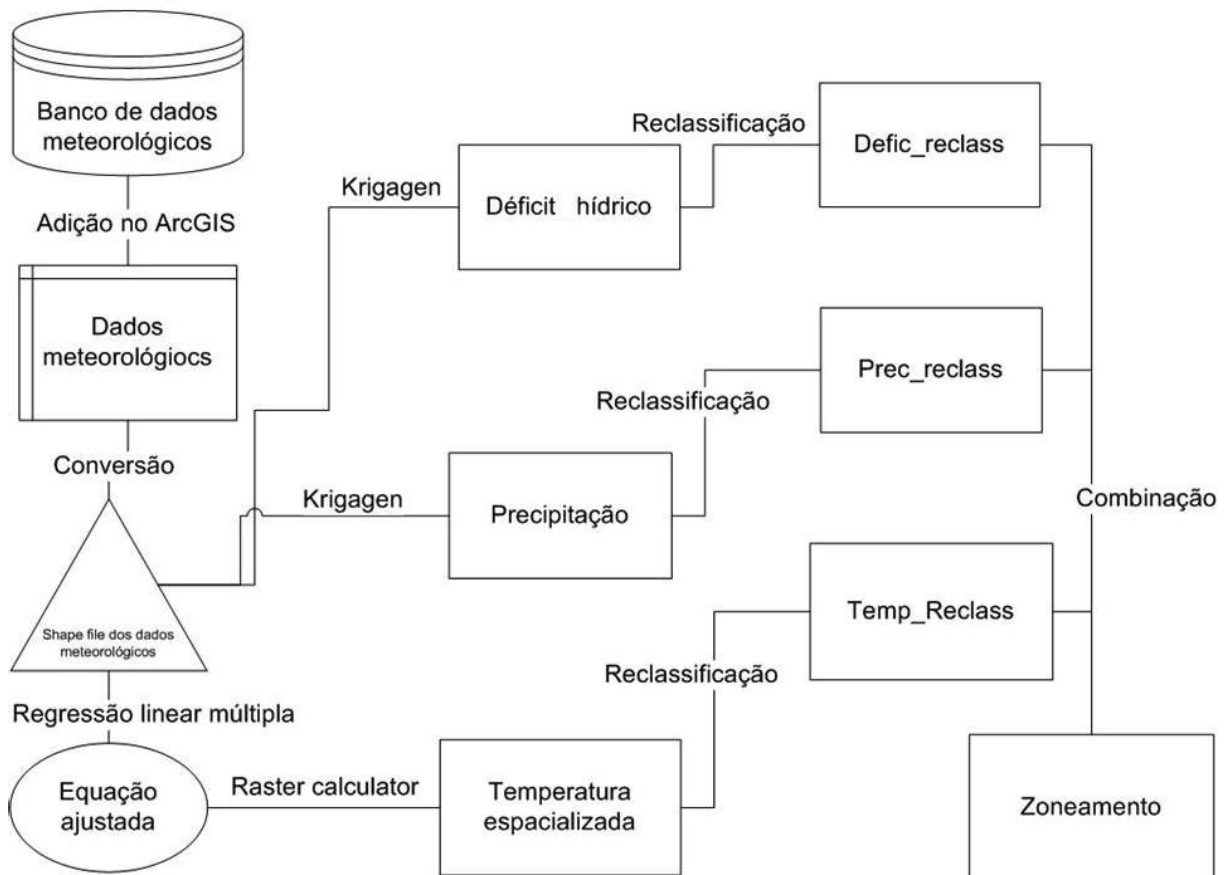 Banco de dados
meteorológicos
Adição no ArcGIS
Dados
meteorológiocs
Conversão
Shape file dos dados
meteorológicos
Regressão linear múltipla
Equação
ajustada
Krigagen
Déficit hídrico
Reclassificação
Defic_reclass
Krigagen
Precipitação
Reclassificação
Prec_reclass
Raster calculator
Temperatura
espacializada
Reclassificação
Temp_Reclass
Combinação
Zoneamento